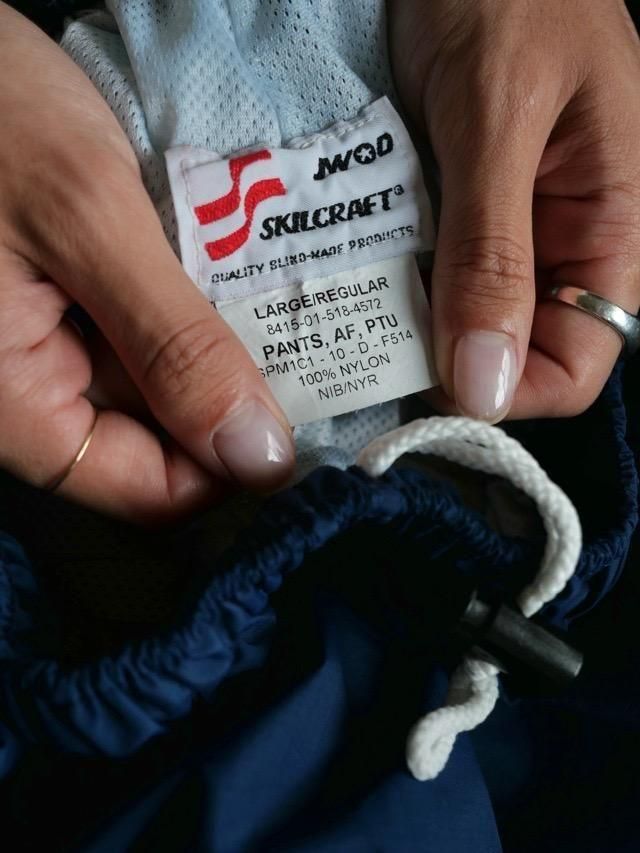 JWOD
SKILCRAFT®
QUALITY BLIND-MADE PRODUCTS
LARGE/REGULAR
8415-01-518-4572
PANTS, AF, PTU
SPM1C1 - 10 - D - F514
100% NYLON
NIB/NYR